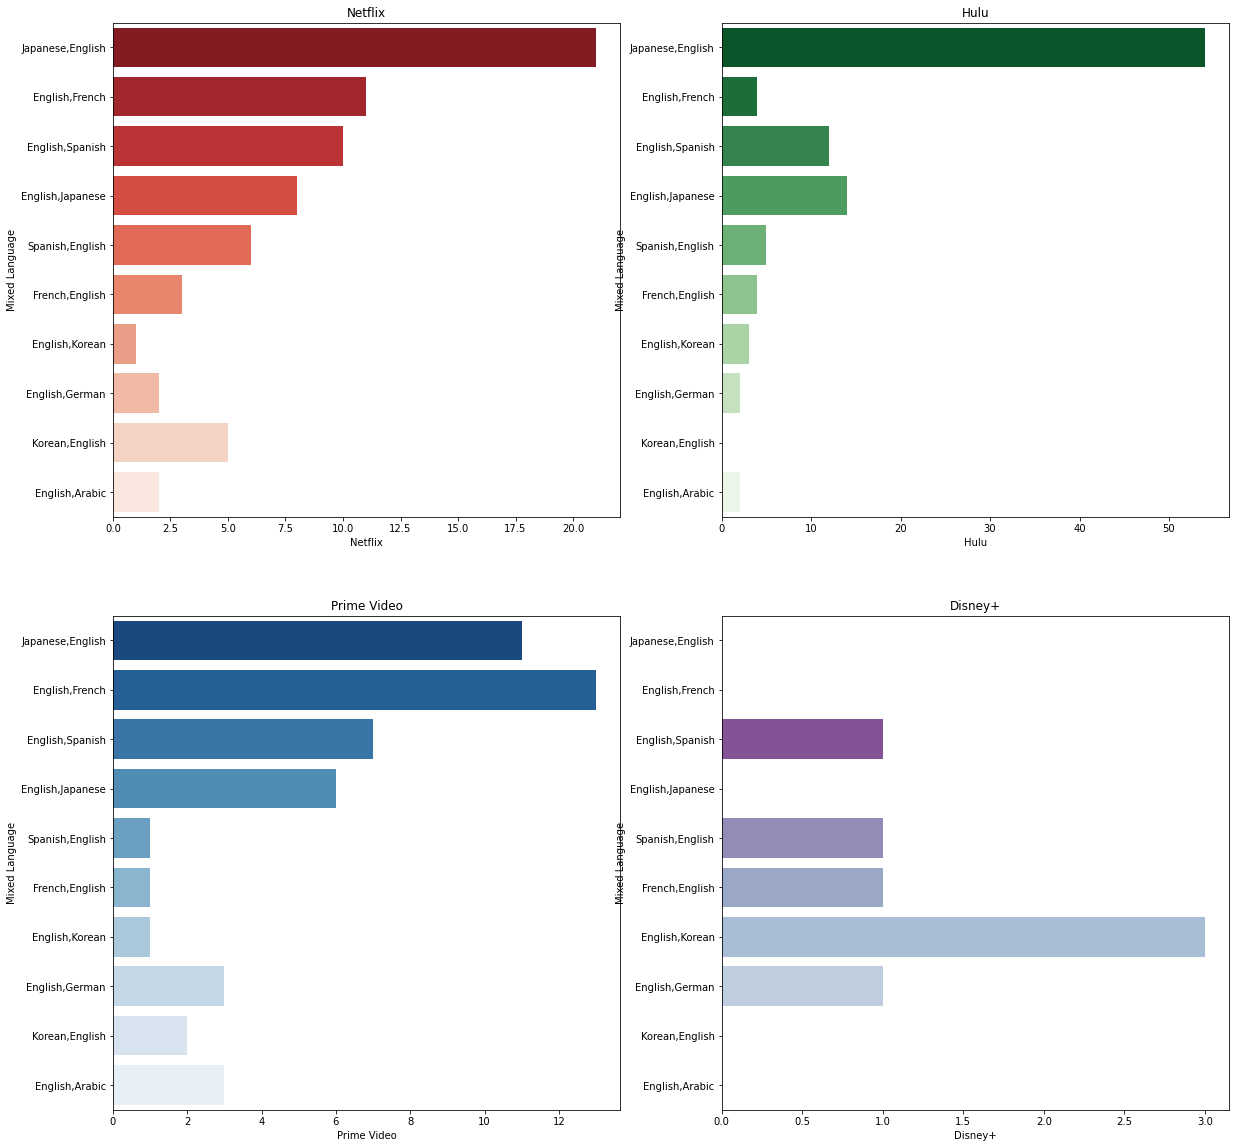 Netflix
Japanese,English
English,French
English,Spanish
English,Japanese
Spanish,English
French,English
English,Korean
English,German
Korean,English
English,Arabic
Mixed Language
0.0 2.5 5.0 7.5 10.0 12.5 15.0 17.5 20.0
Netflix
Hulu
Japanese,English
English,French
English,Spanish
English,Japanese
Spanish,English
French,English
English,Korean
English,German
Korean,English
English,Arabic
Mixed Language
0 10 20 30 40 50
Hulu
Prime Video
Japanese,English
English,French
English,Spanish
English,Japanese
Spanish,English
French,English
English,Korean
English,German
Korean,English
English,Arabic
Mixed Language
0 2 4 6 8 10 12
Prime Video
Disney+
Japanese,English
English,French
English,Spanish
English,Japanese
Spanish,English
French,English
English,Korean
English,German
Korean,English
English,Arabic
Mixed Language
0.0 0.5 1.0 1.5 2.0 2.5 3.0
Disney+